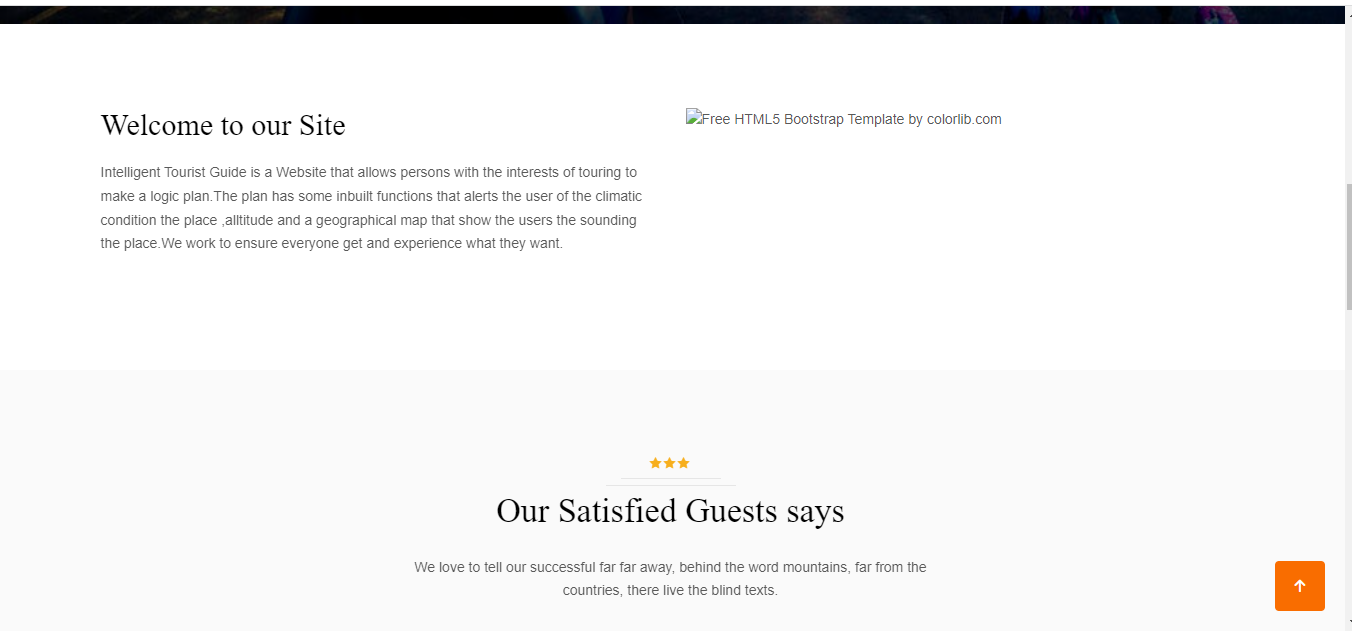 Welcome to our Site
Free HTML5 Bootstrap Template by colorlib.com
Intelligent Tourist Guide is a Website that allows persons with the interests of touring to
make a logic plan.The plan has some inbuilt functions that alerts the user of the climatic
condition the place ,alltitude and a geographical map that show the users the sounding
the place.We work to ensure everyone get and experience what they want.
Our Satisfied Guests says
We love to tell our successful far far away, behind the word mountains, far from the
countries, there live the blind texts.